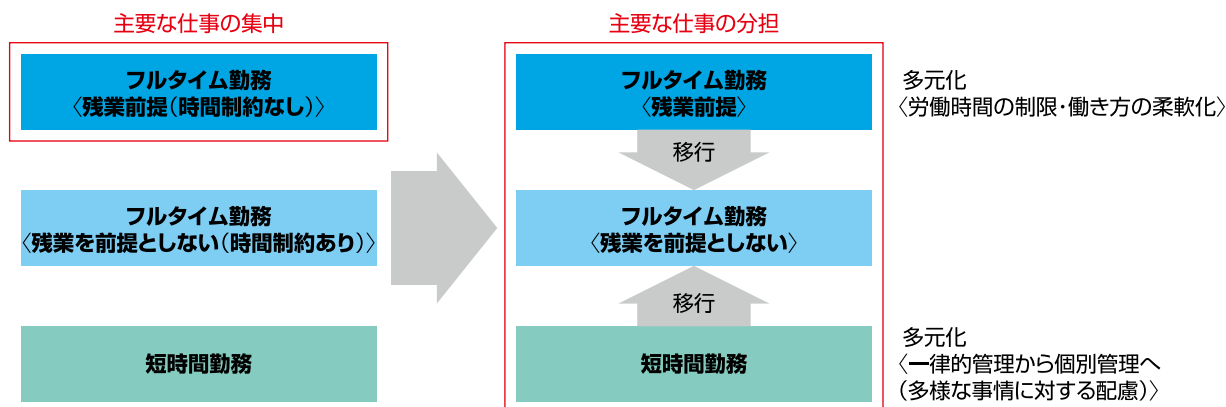 主要な仕事の集中
フルタイム勤務
〈残業前提(時間制約なし)〉
フルタイム勤務
〈残業を前提としない(時間制約あり)〉
短時間勤務
主要な仕事の分担
フルタイム勤務
〈残業前提〉
移行
フルタイム勤務
〈残業を前提としない〉
移行
短時間勤務
多元化
〈労働時間の制限・働き方の柔軟化〉
多元化
〈一律的管理から個別管理へ
(多様な事情に対する配慮)〉